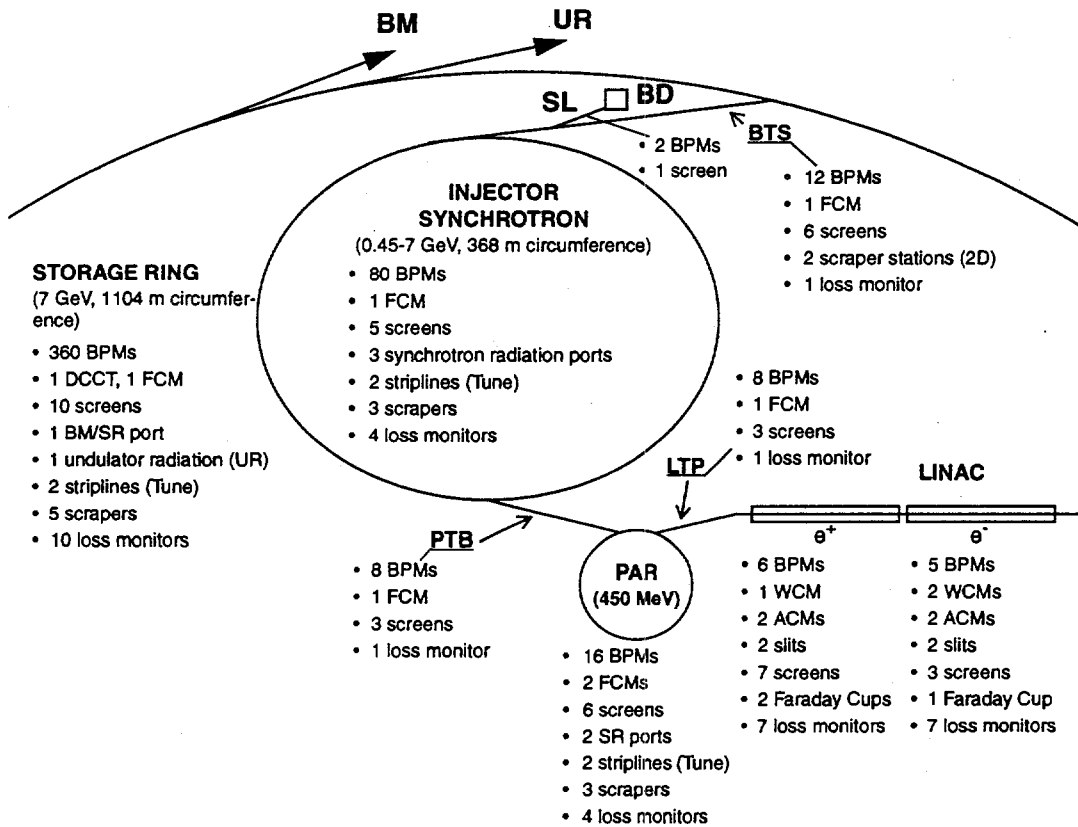 BM
UR
SL
BD
• 2 BPMs
• 1 screen
BTS
• 12 BPMs
• 1 FCM
• 6 screens
• 2 scraper stations (2D)
• 1 loss monitor
INJECTOR
SYNCHROTRON
(0.45-7 GeV, 368 m circumference)
• 80 BPMs
• 1 FCM
• 5 screens
• 3 synchrotron radiation ports
• 2 striplines (Tune)
• 3 scrapers
• 4 loss monitors
STORAGE RING
(7 GeV, 1104 m circumfer-
ence)
• 360 BPMs
• 1 DCCT, 1 FCM
• 10 screens
• 1 BM/SR port
• 1 undulator radiation (UR)
• 2 striplines (Tune)
• 5 scrapers
• 10 loss monitors
• 8 BPMs
• 1 FCM
• 3 screens
• 1 loss monitor
LTP
LINAC
PTB
• 8 BPMs
• 1 FCM
• 3 screens
• 1 loss monitor
PAR
(450 MeV)
• 16 BPMs
• 2 FCMs
• 6 screens
• 2 SR ports
• 2 striplines (Tune)
• 3 scrapers
• 4 loss monitors
e+
• 6 BPMs
• 1 WCM
• 2 ACMs
• 2 slits
• 7 screens
• 2 Faraday Cups
• 7 loss monitors
e-
• 5 BPMs
• 2 WCMs
• 2 ACMs
• 2 slits
• 3 screens
• 1 Faraday Cup
• 7 loss monitors